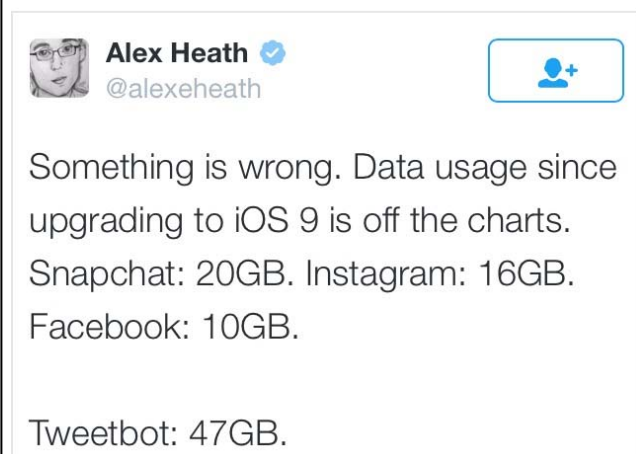 Alex Heath
@alexeheath
Something is wrong. Data usage since
upgrading to iOS 9 is off the charts.
Snapchat: 20GB. Instagram: 16GB.
Facebook: 10GB.
Tweetbot: 47GB.